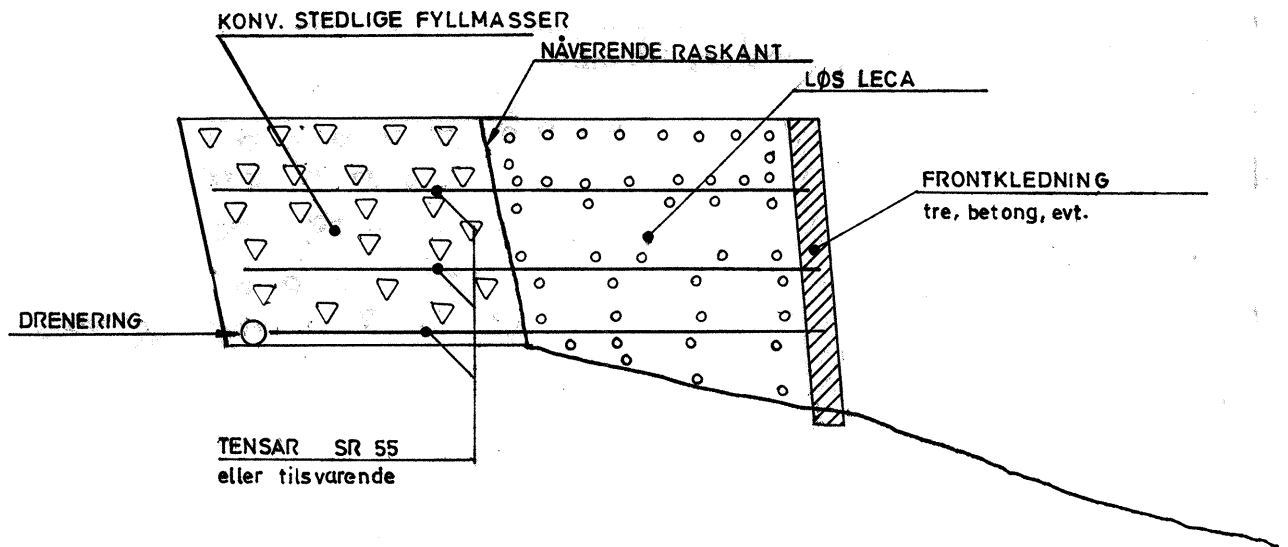 KONV. STEDLIGE FYLLMASSER
NÅVERENDE RASKANT
LØS LECA
FRONTKLEDNING
tre, betong, evt.
DRENERING
TENSAR SR 55
eller tilsvarende